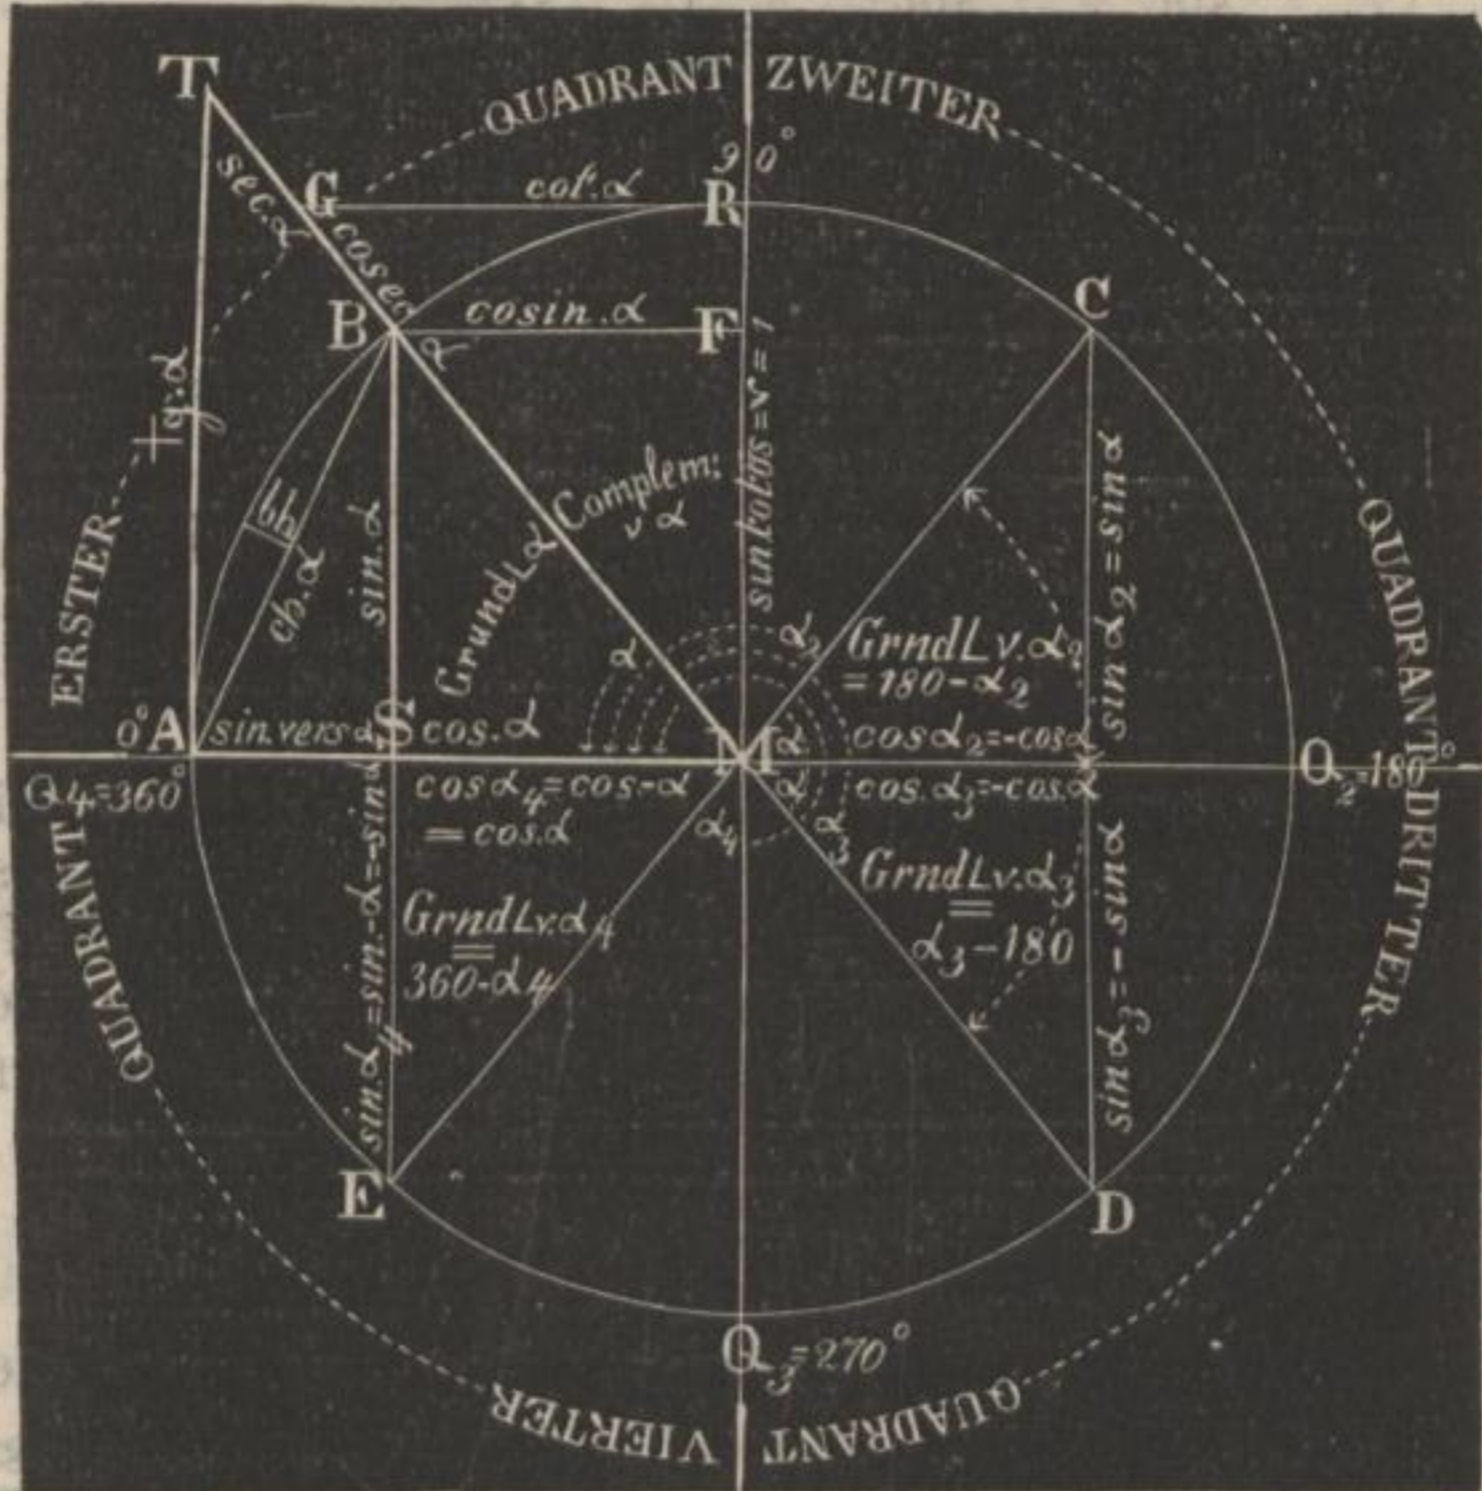 QUADRANT ZWEITER
T
90°
sec.α
G
cot.α
R
cosec
B
cosin.α
F
C
α
tg.α
sin totus=r=1
Complem:
v α
Grund∟α
bh
ch.α
sin.α
ERSTER
QUADRANT
sin α2=sin α
α
α2
Grnd∟v.α2
=180-α2
0°
A
sin.vers α
S
cos.α
M
cos α2=-cos α
Q2=180°
Q4=360°
cos α4=cos-α
=cos.α
α4
α3
cos.α3=-cos.α
Grnd∟v.α3
=
α3-180
sin α3=-sin α
Grnd∟v.α4
=
360-α4
sin.α4=sin.-α=-sin α
QUADRANT
DRITTER
E
D
Q3=270°
VIERTER
QUADRANT